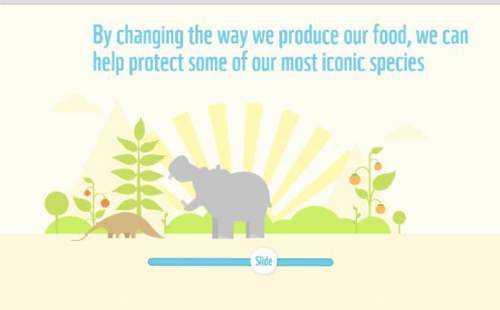 By changing the way we produce our food, we can
help protect some of our most iconic species
Slide